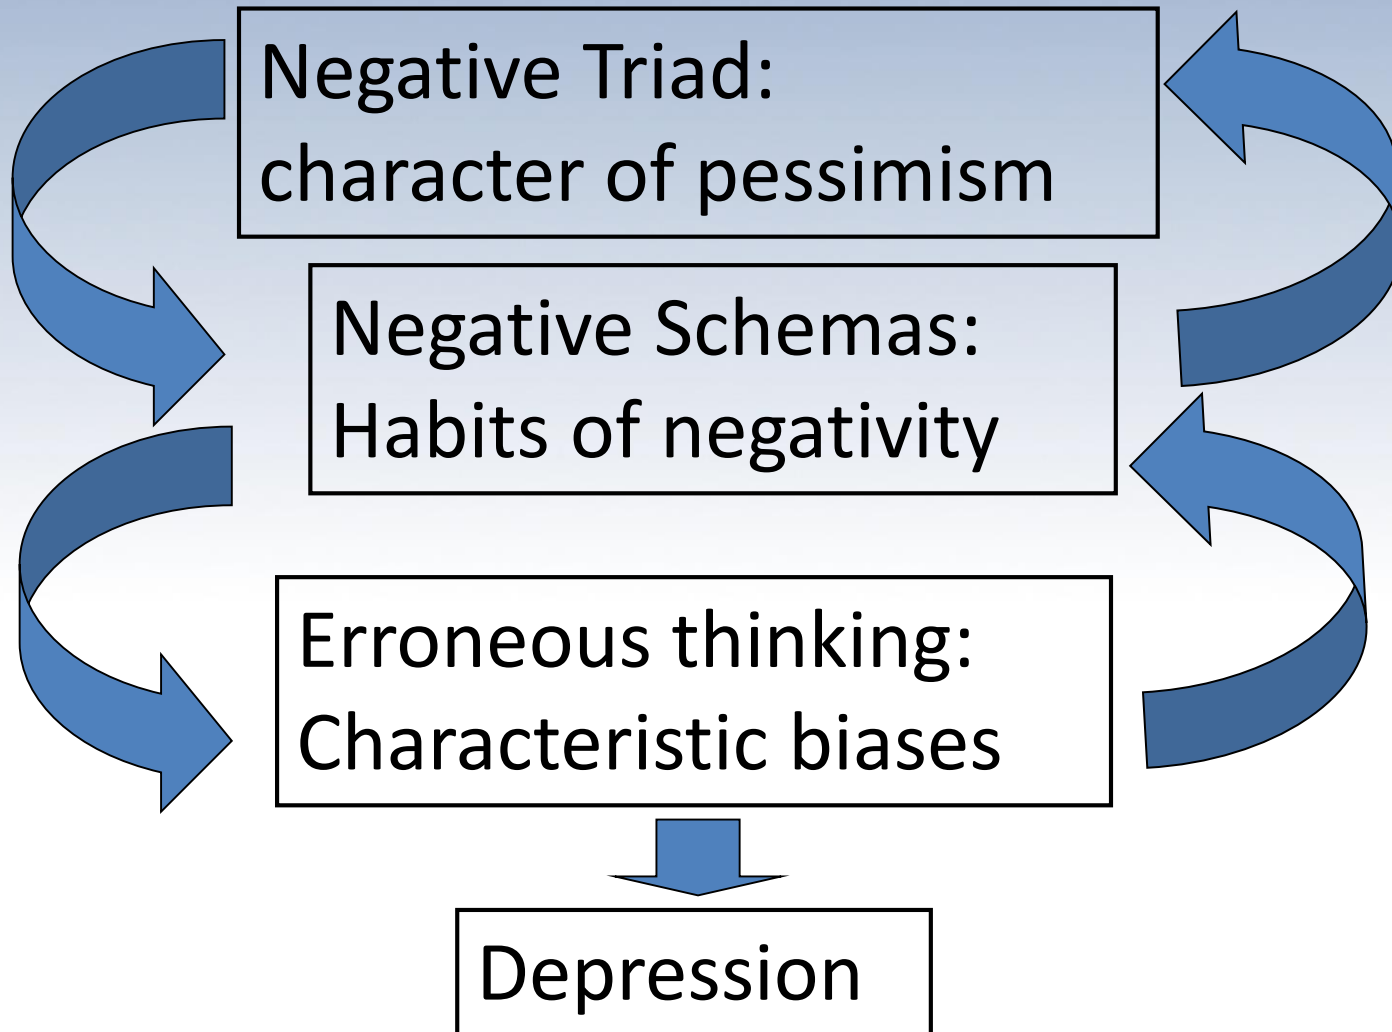 Negative Triad:
character of pessimism
Negative Schemas:
Habits of negativity
Erroneous thinking:
Characteristic biases
Depression